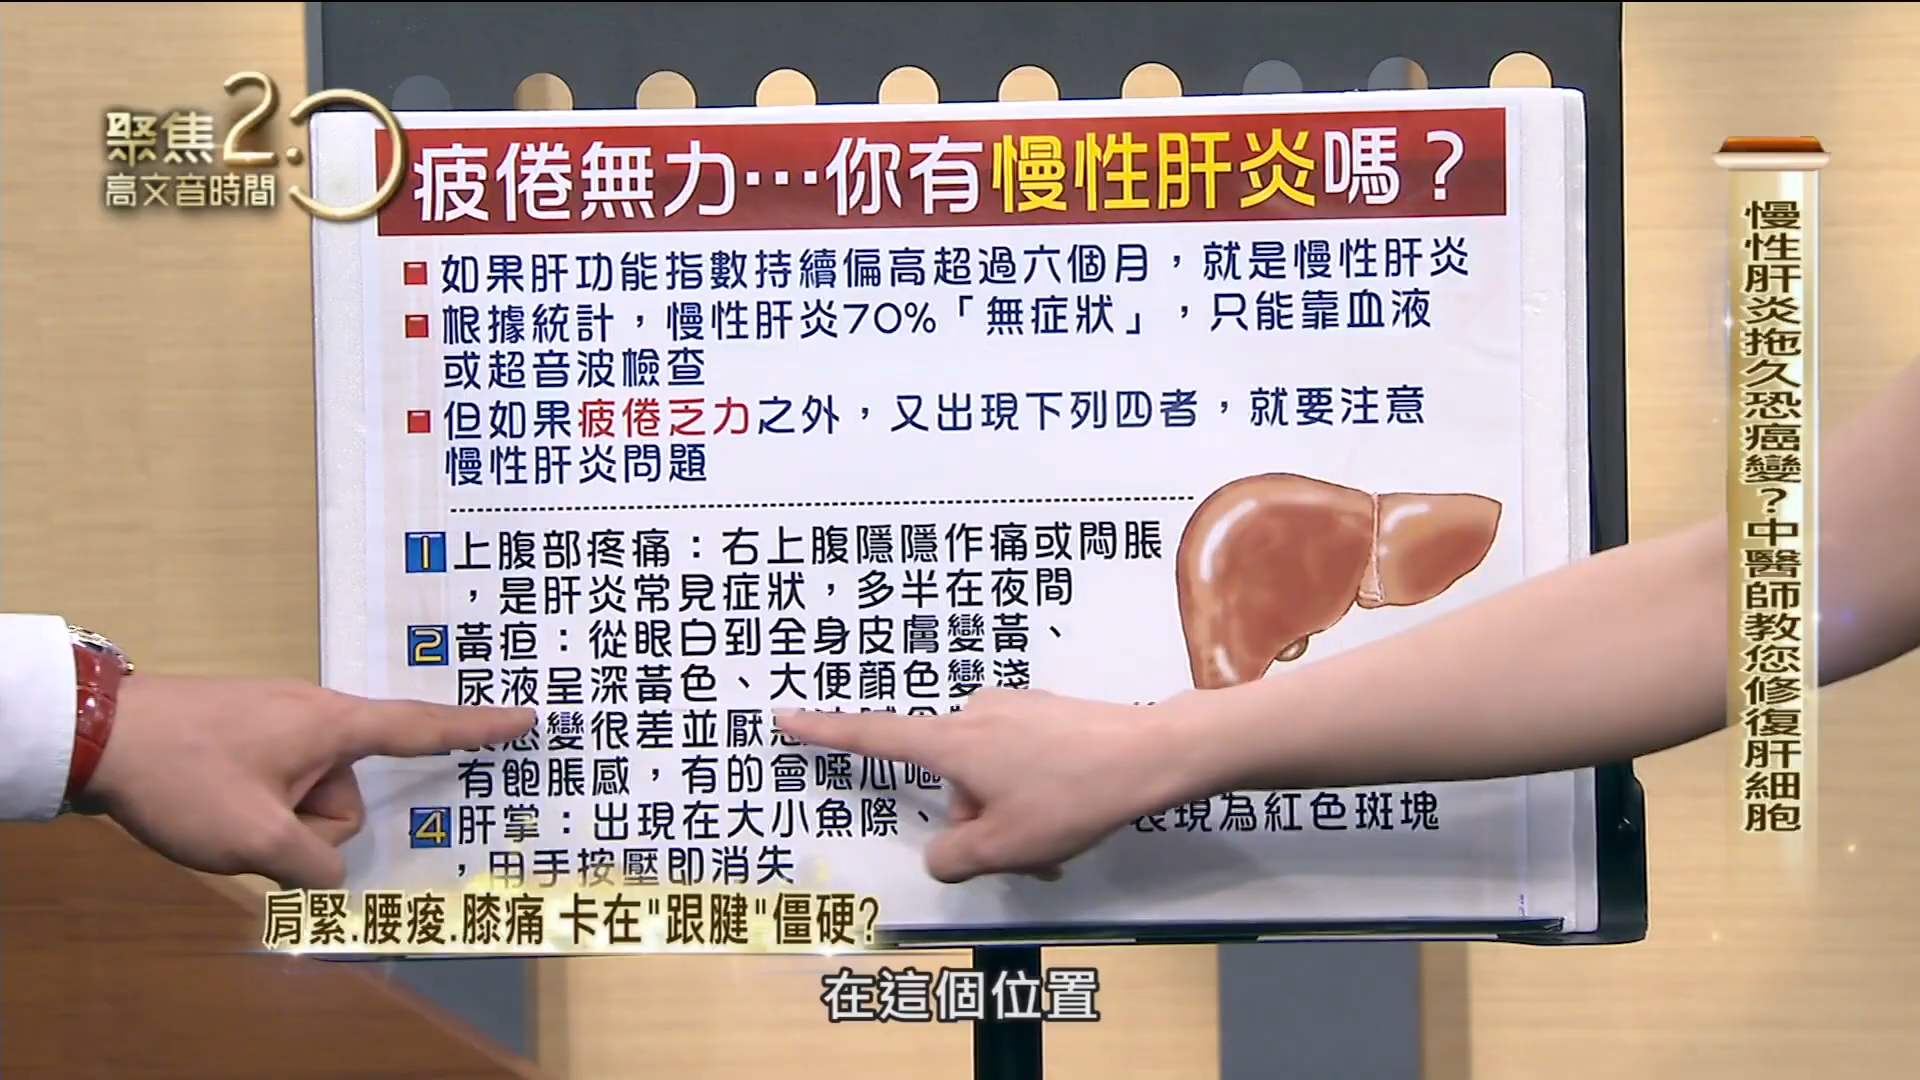 聚焦2.0
高文音時間
疲倦無力…你有慢性肝炎嗎？
如果肝功能指數持續偏高超過六個月，就是慢性肝炎
根據統計，慢性肝炎70%「無症狀」，只能靠血液
或超音波檢查
但如果疲倦乏力之外，又出現下列四者，就要注意
慢性肝炎問題
1 上腹部疼痛：右上腹隱隱作痛或悶脹
，是肝炎常見症狀，多半在夜間
2 黃疸：從眼白到全身皮膚變黃、
尿液呈深黃色、大便顏色變淺
變很差並厭
有飽脹感，有的會噁心
4 肝掌：出現在大小魚際、
表現為紅色斑塊
，用手按壓即消失
慢性肝炎拖久恐癌變？中醫師教您修復肝細胞
肩緊.腰痠.膝痛 卡在"跟腱"僵硬?
在這個位置